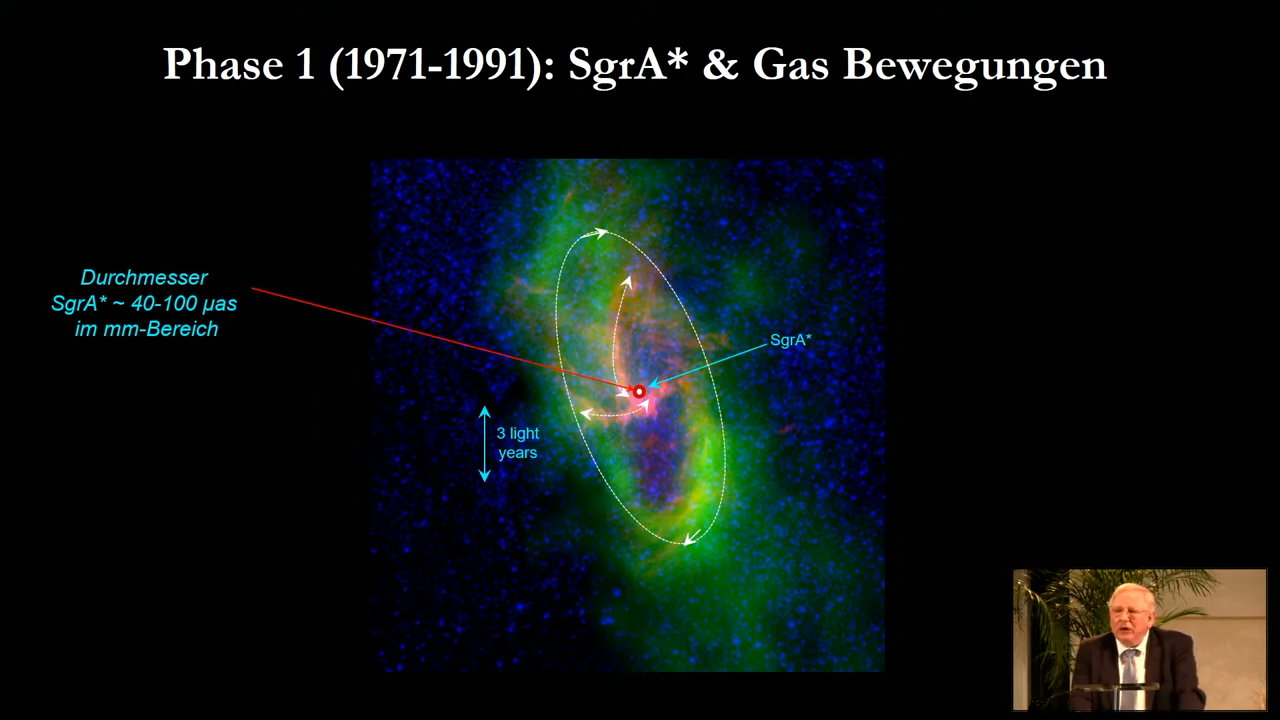 Phase 1 (1971-1991): SgrA* & Gas Bewegungen
Durchmesser
SgrA* ~ 40-100 µas
im mm-Bereich
SgrA*
3 light
years